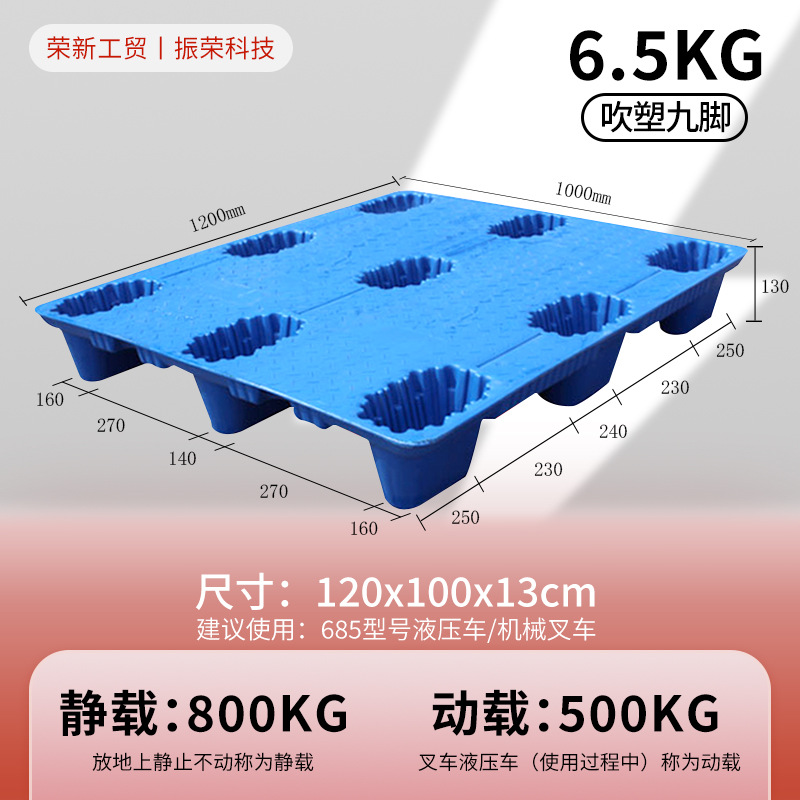 荣新工贸丨振荣科技
6.5KG
吹塑九脚
1200mm
1000mm
130
250
230
240
230
250
160
270
140
270
160
尺寸：120x100x13cm
建议使用：685型号液压车/机械叉车
静载：800KG
动载：500KG
放地上静止不动称为静载
叉车液压车（使用过程中）称为动载